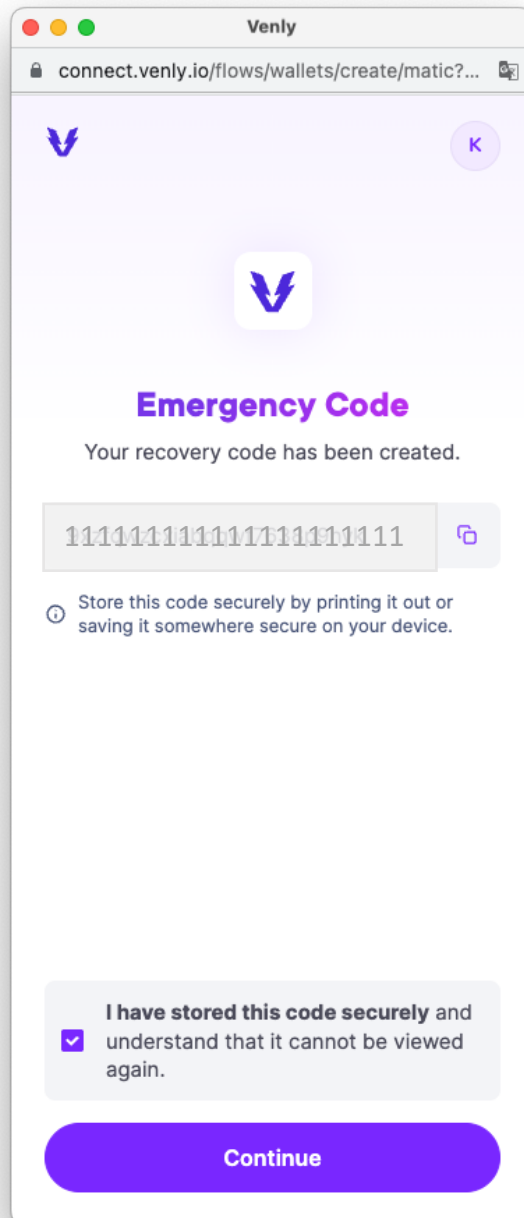 Venly
connect.venly.io/flows/wallets/create/matic?...
K
Emergency Code
Your recovery code has been created.
111111111111111111111
Store this code securely by printing it out or
saving it somewhere secure on your device.
I have stored this code securely and
understand that it cannot be viewed
again.
Continue